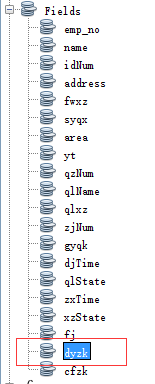 Fields
emp_no
name
idNum
address
fwxz
syqx
area
yt
qzNum
qlName
qlxz
zjNum
gyqk
djTime
qlState
zxTime
xzState
fj
dyzk
cfzk